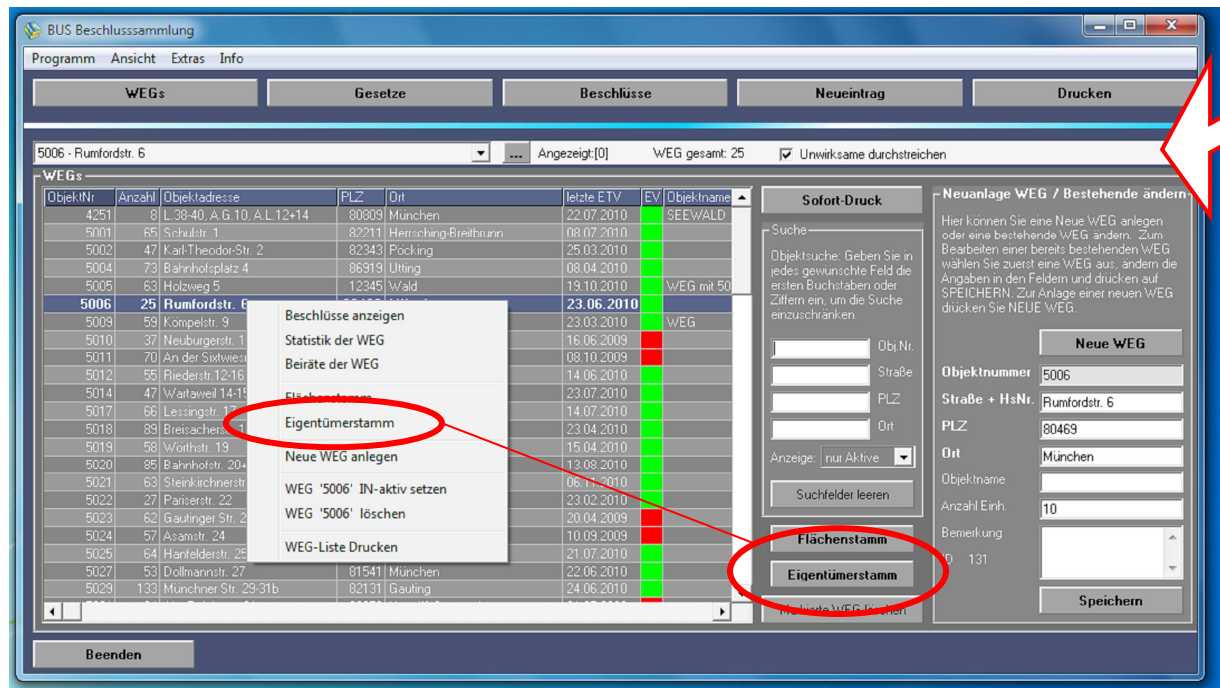 BUS Beschlusssammlung
Programm Ansicht Extras Info
WEGs Gesetze Beschlüsse Neueintrag Drucken
5006 - Rumfordstr. 6 ... Angezeigt:[0] WEG gesamt: 25 Unwirksame durchstreichen
WEGs
ObjektNr Anzahl Objektadresse PLZ Ort letzte ETV EV Objektname
4251 8 L.38-40, A.G.10, A.L.12+14 80809 München 22.07.2010 SEEWALD
5001 65 Schulstr. 1 82211 Herrsching-Breitbrunn 08.07.2010
5002 47 Karl-Theodor-Str. 2 82343 Pöcking 25.03.2010
5004 73 Bahnhofsplatz 4 86919 Utting 08.04.2010
5005 63 Holzweg 5 12345 Wald 19.10.2010 WEG mit 50
5006 25 Rumfordstr. 6 23.06.2010
5009 59 Kömpelstr. 9 23.03.2010 WEG
5010 37 Neuburgerstr. 1 16.06.2009
5011 70 An der Sixtwies 08.10.2009
5012 55 Riederstr.12-16 14.06.2010
5014 47 Wartaweil 14-15 23.07.2010
5017 66 Lessingstr. 17 14.07.2010
5018 89 Breisacherstr. 1 23.04.2010
5019 58 Wörthstr. 19 15.04.2010
5020 85 Bahnhofstr. 20+ 13.08.2010
5021 63 Steinkirchnerstr 06.11.2010
5022 27 Pariserstr. 22 23.02.2010
5023 62 Gautinger Str. 2 20.04.2009
5024 57 Asamstr. 24 10.09.2009
5025 64 Hanfelderstr. 25 21.07.2010
5027 53 Dollmannstr. 27 81541 München 22.06.2010
5029 133 Münchner Str. 29-31b 82131 Gauting 24.06.2010
Beschlüsse anzeigen
Statistik der WEG
Beiräte der WEG
Flächenstamm
Eigentümerstamm
Neue WEG anlegen
WEG '5006' IN-aktiv setzen
WEG '5006' löschen
WEG-Liste Drucken
Sofort-Druck
Suche
Objektsuche: Geben Sie in
jedes gewünschte Feld die
ersten Buchstaben oder
Ziffern ein, um die Suche
einzuschränken.
Obj.Nr.
Straße
PLZ
Ort
Anzeige: nur Aktive
Suchfelder leeren
Flächenstamm
Eigentümerstamm
Markierte WEG löschen
Neuanlage WEG / Bestehende ändern
Hier können Sie eine Neue WEG anlegen
oder eine bestehende WEG ändern. Zum
Bearbeiten einer bereits bestehenden WEG
wählen Sie zuerst eine WEG aus, ändern die
Angaben in den Feldern und drücken auf
SPEICHERN. Zur Anlage einer neuen WEG
drücken Sie NEUE WEG.
Neue WEG
Objektnummer 5006
Straße + HsNr. Rumfordstr. 6
PLZ 80469
Ort München
Objektname
Anzahl Einh. 10
Bemerkung
ID 131
Speichern
Beenden